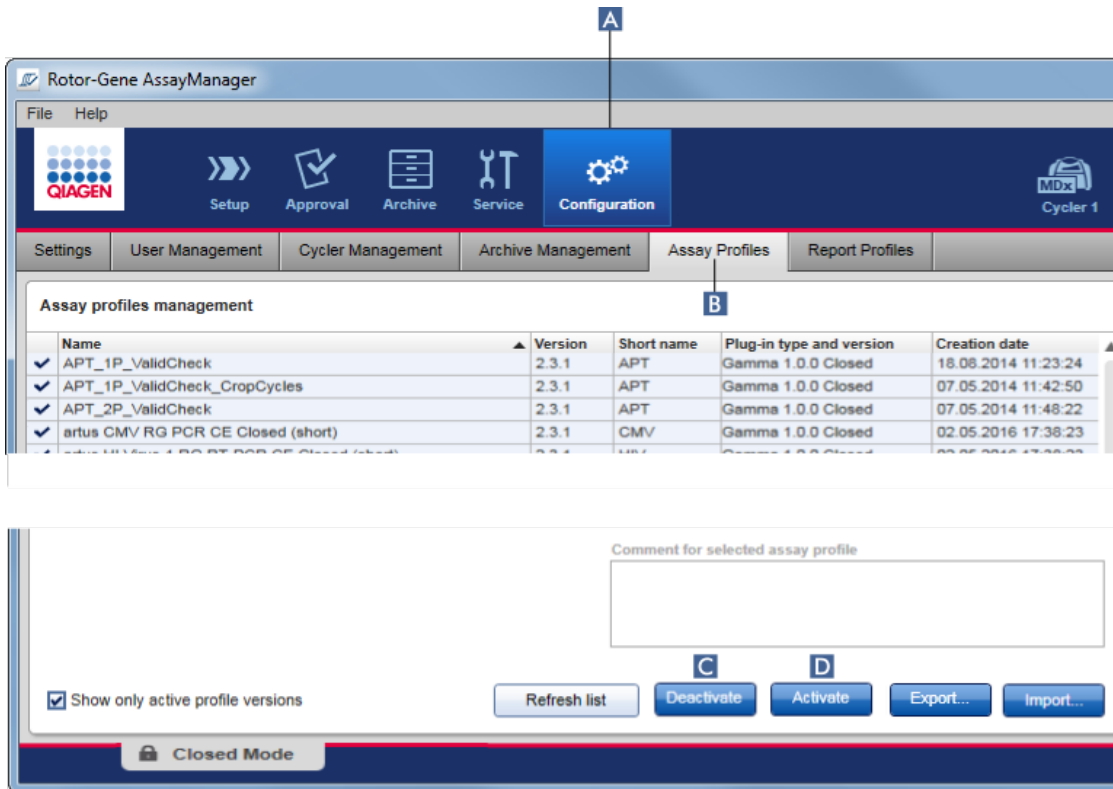 A
Rotor-Gene AssayManager
File Help
QIAGEN
Setup Approval Archive Service Configuration
MDx
Cycler 1
Settings User Management Cycler Management Archive Management Assay Profiles Report Profiles
B
Assay profiles management
Name Version Short name Plug-in type and version Creation date
APT_1P_ValidCheck 2.3.1 APT Gamma 1.0.0 Closed 18.08.2014 11:23:24
APT_1P_ValidCheck_CropCycles 2.3.1 APT Gamma 1.0.0 Closed 07.05.2014 11:42:50
APT_2P_ValidCheck 2.3.1 APT Gamma 1.0.0 Closed 07.05.2014 11:48:22
artus CMV RG PCR CE Closed (short) 2.3.1 CMV Gamma 1.0.0 Closed 02.05.2016 17:38:23
Comment for selected assay profile
C D
Show only active profile versions
Refresh list Deactivate Activate Export... Import...
Closed Mode